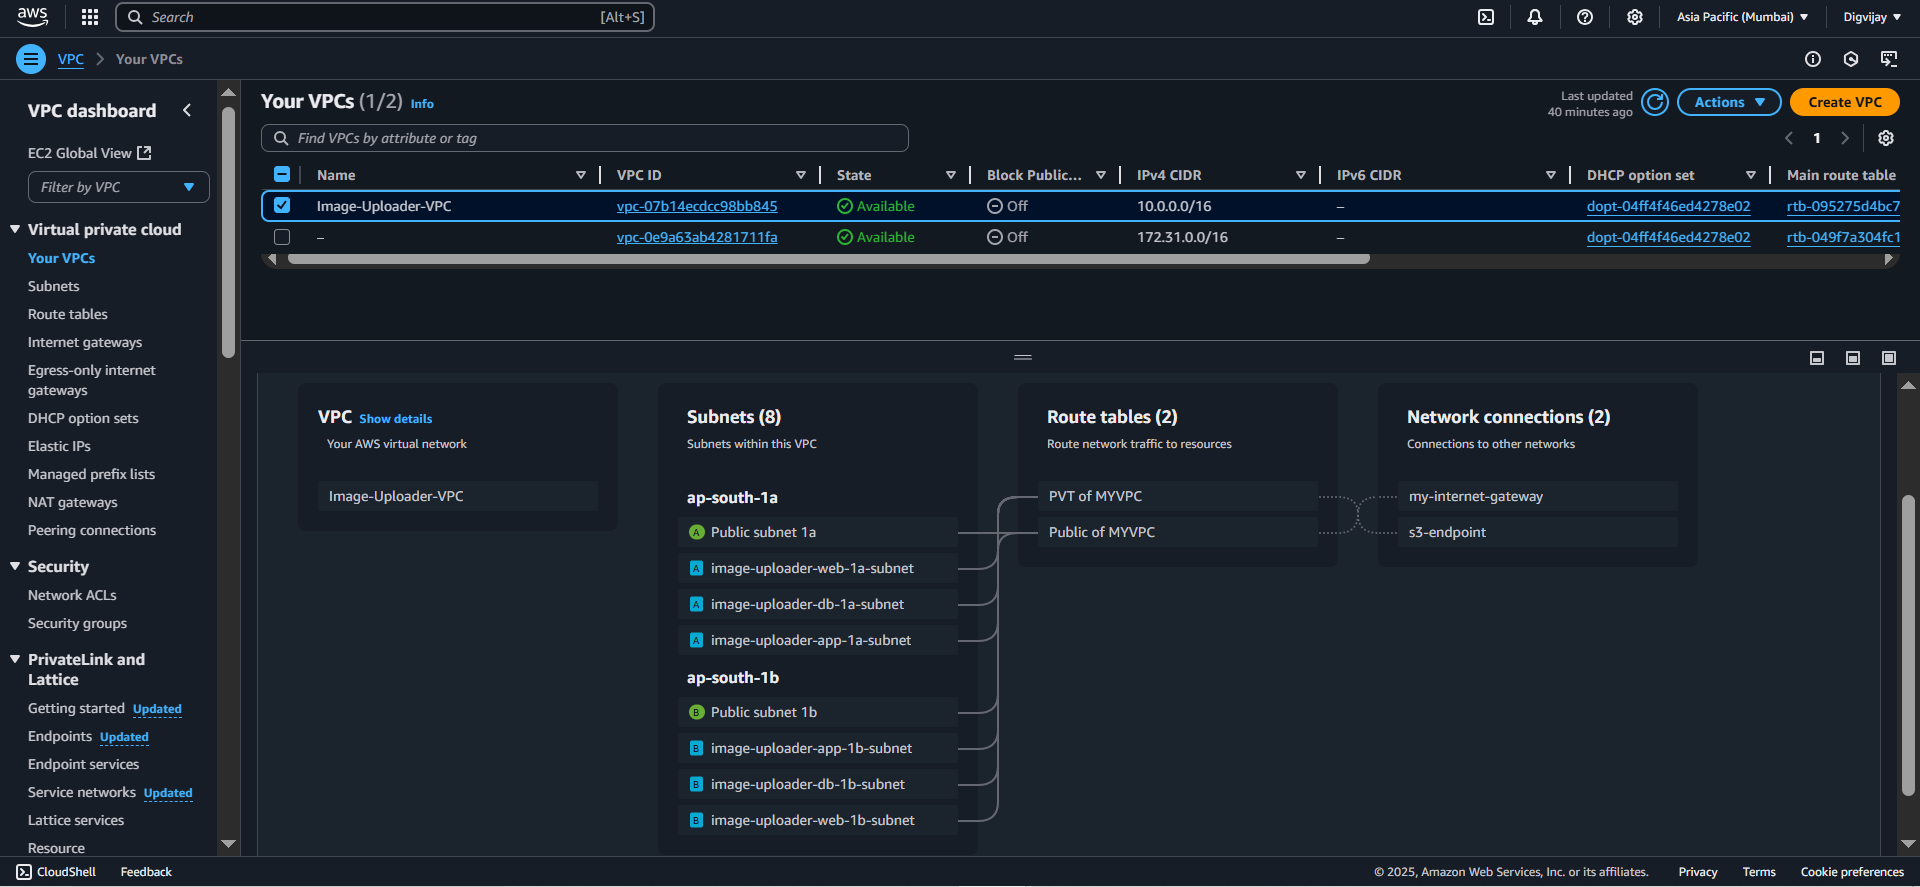 aws
Search [Alt+S]
Asia Pacific (Mumbai)
Digvijay
VPC
Your VPCs
VPC dashboard
EC2 Global View
Filter by VPC
Virtual private cloud
Your VPCs
Subnets
Route tables
Internet gateways
Egress-only internet
gateways
DHCP option sets
Elastic IPs
Managed prefix lists
NAT gateways
Peering connections
Security
Network ACLs
Security groups
PrivateLink and
Lattice
Getting started Updated
Endpoints Updated
Endpoint services
Service networks Updated
Lattice services
Resource
Your VPCs (1/2) Info
Last updated
40 minutes ago
Actions
Create VPC
Find VPCs by attribute or tag
1
Name VPC ID State Block Public... IPv4 CIDR IPv6 CIDR DHCP option set Main route table
Image-Uploader-VPC vpc-07b14ecdcc98bb845 Available Off 10.0.0.0/16 – dopt-04ff4f46ed4278e02 rtb-095275d4bc7
– vpc-0e9a63ab4281711fa Available Off 172.31.0.0/16 – dopt-04ff4f46ed4278e02 rtb-049f7a304fc1
VPC Show details
Your AWS virtual network
Image-Uploader-VPC
Subnets (8)
Subnets within this VPC
ap-south-1a
A Public subnet 1a
A image-uploader-web-1a-subnet
A image-uploader-db-1a-subnet
A image-uploader-app-1a-subnet
ap-south-1b
B Public subnet 1b
B image-uploader-app-1b-subnet
B image-uploader-db-1b-subnet
B image-uploader-web-1b-subnet
Route tables (2)
Route network traffic to resources
PVT of MYVPC
Public of MYVPC
Network connections (2)
Connections to other networks
my-internet-gateway
s3-endpoint
CloudShell
Feedback
© 2025, Amazon Web Services, Inc. or its affiliates.
Privacy
Terms
Cookie preferences